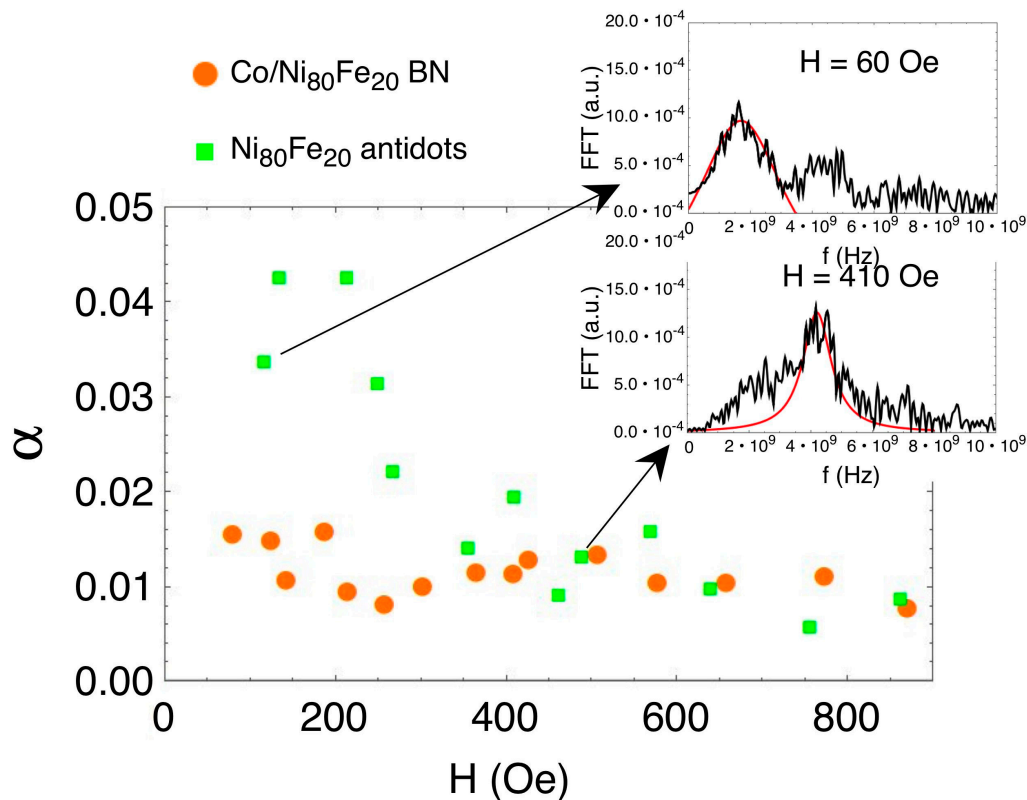 Co/Ni80Fe20 BN
Ni80Fe20 antidots
20.0 • 10-4
15.0 • 10-4
10.0 • 10-4
5.0 • 10-4
0.0 • 10-4
FFT (a.u.)
H = 60 Oe
0 2 • 109 4 • 109 6 • 109 8 • 109 10 • 109
f (Hz)
20.0 • 10-4
15.0 • 10-4
10.0 • 10-4
5.0 • 10-4
0.0 • 10-4
FFT (a.u.)
H = 410 Oe
0 2 • 109 4 • 109 6 • 109 8 • 109 10 • 109
f (Hz)
0.05
0.04
0.03
0.02
0.01
0.00
α
0 200 400 600 800
H (Oe)